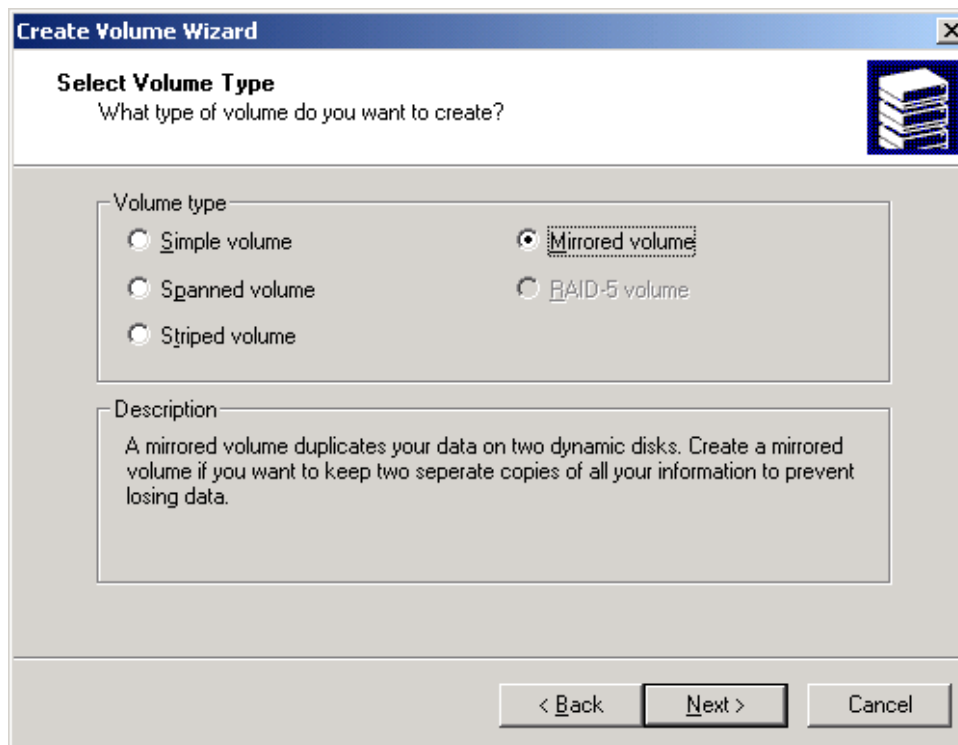 Create Volume Wizard
Select Volume Type
What type of volume do you want to create?
Volume type
Simple volume
Mirrored volume
Spanned volume
RAID-5 volume
Striped volume
Description
A mirrored volume duplicates your data on two dynamic disks. Create a mirrored
volume if you want to keep two seperate copies of all your information to prevent
losing data.
< Back
Next >
Cancel